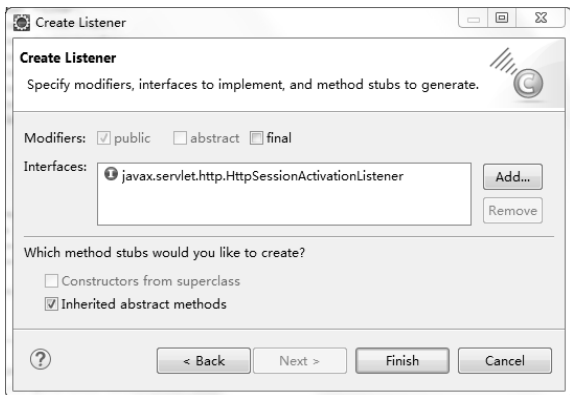 Create Listener
Create Listener
Specify modifiers, interfaces to implement, and method stubs to generate.
C
Modifiers: public abstract final
Interfaces:
I javax.servlet.http.HttpSessionActivationListener
Add...
Remove
Which method stubs would you like to create?
Constructors from superclass
Inherited abstract methods
? < Back Next > Finish Cancel